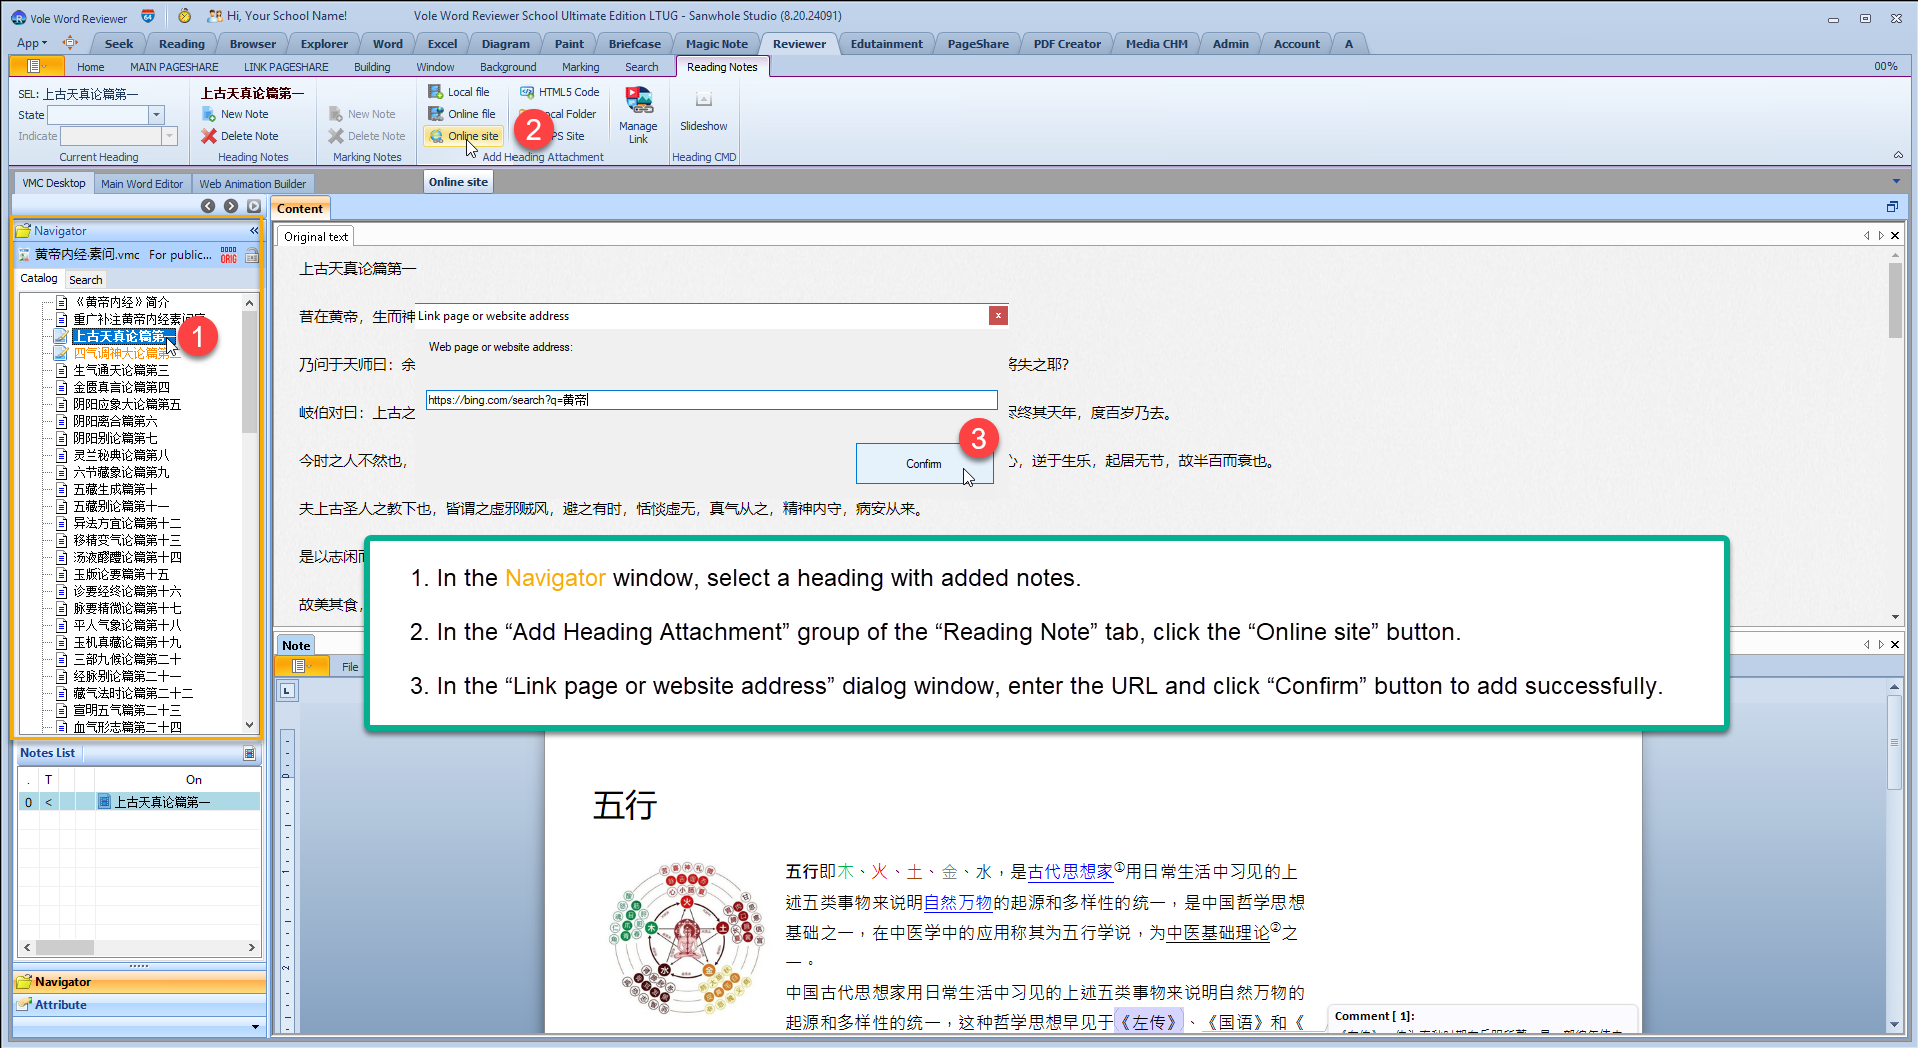 Vole Word Reviewer
Hi, Your School Name!
Vole Word Reviewer School Ultimate Edition LTUG - Sanwhole Studio (8.20.24091)
App
Seek
Reading
Browser
Explorer
Word
Excel
Diagram
Paint
Briefcase
Magic Note
Reviewer
Edutainment
PageShare
PDF Creator
Media CHM
Admin
Account
A
Home
MAIN PAGESHARE
LINK PAGESHARE
Building
Window
Background
Marking
Search
Reading Notes
00%
SEL: 上古天真论篇第一
State
Indicate
Current Heading
上古天真论篇第一
New Note
Delete Note
Heading Notes
New Note
Delete Note
Marking Notes
Local file
Online file
Online site
HTML5 Code
ocal Folder
PS Site
Add Heading Attachment
Manage
Link
Slideshow
Heading CMD
2
VMC Desktop
Main Word Editor
Web Animation Builder
Online site
Navigator
黄帝内经·素问.vmc
For public...
ORIG
Catalog
Search
《黄帝内经》简介
重广补注黄帝内经素问
上古天真论篇第一
1
四气调神大论篇第二
生气通天论篇第三
金匮真言论篇第四
阴阳应象大论篇第五
阴阳离合篇第六
阴阳别论篇第七
灵兰秘典论篇第八
六节藏象论篇第九
五藏生成篇第十
五藏别论篇第十一
异法方宜论篇第十二
移精变气论篇第十三
汤液醪醴论篇第十四
玉版论要篇第十五
诊要经终论篇第十六
脉要精微论篇第十七
平人气象论篇第十八
玉机真藏论篇第十九
三部九候论篇第二十
经脉别论篇第二十一
藏气法时论篇第二十二
宣明五气篇第二十三
血气形志篇第二十四
Notes List
.
T
On
0
<
上古天真论篇第一
Navigator
Attribute
Content
Original text
上古天真论篇第一
昔在黄帝，生而神
乃问于天师曰：余
将失之耶?
岐伯对曰：上古之
尽终其天年，度百岁乃去。
今时之人不然也，
心，逆于生乐，起居无节，故半百而衰也。
夫上古圣人之教下也，皆谓之虚邪贼风，避之有时，恬惔虚无，真气从之，精神内守，病安从来。
是以志闲而
故美其食，
Link page or website address
x
Web page or website address:
https://bing.com/search?q=黄帝
3
Confirm
1. In the Navigator window, select a heading with added notes.
2. In the “Add Heading Attachment” group of the “Reading Note” tab, click the “Online site” button.
3. In the “Link page or website address” dialog window, enter the URL and click “Confirm” button to add successfully.
Note
File
L
五行
五行即木、火、土、金、水，是古代思想家①用日常生活中习见的上
述五类事物来说明自然万物的起源和多样性的统一，是中国哲学思想
基础之一，在中医学中的应用称其为五行学说，为中医基础理论②之
一。
中国古代思想家用日常生活中习见的上述五类事物来说明自然万物的
起源和多样性的统一，这种哲学思想早见于《左传》、《国语》和《
火
木
土
水
金
Comment [ 1]: